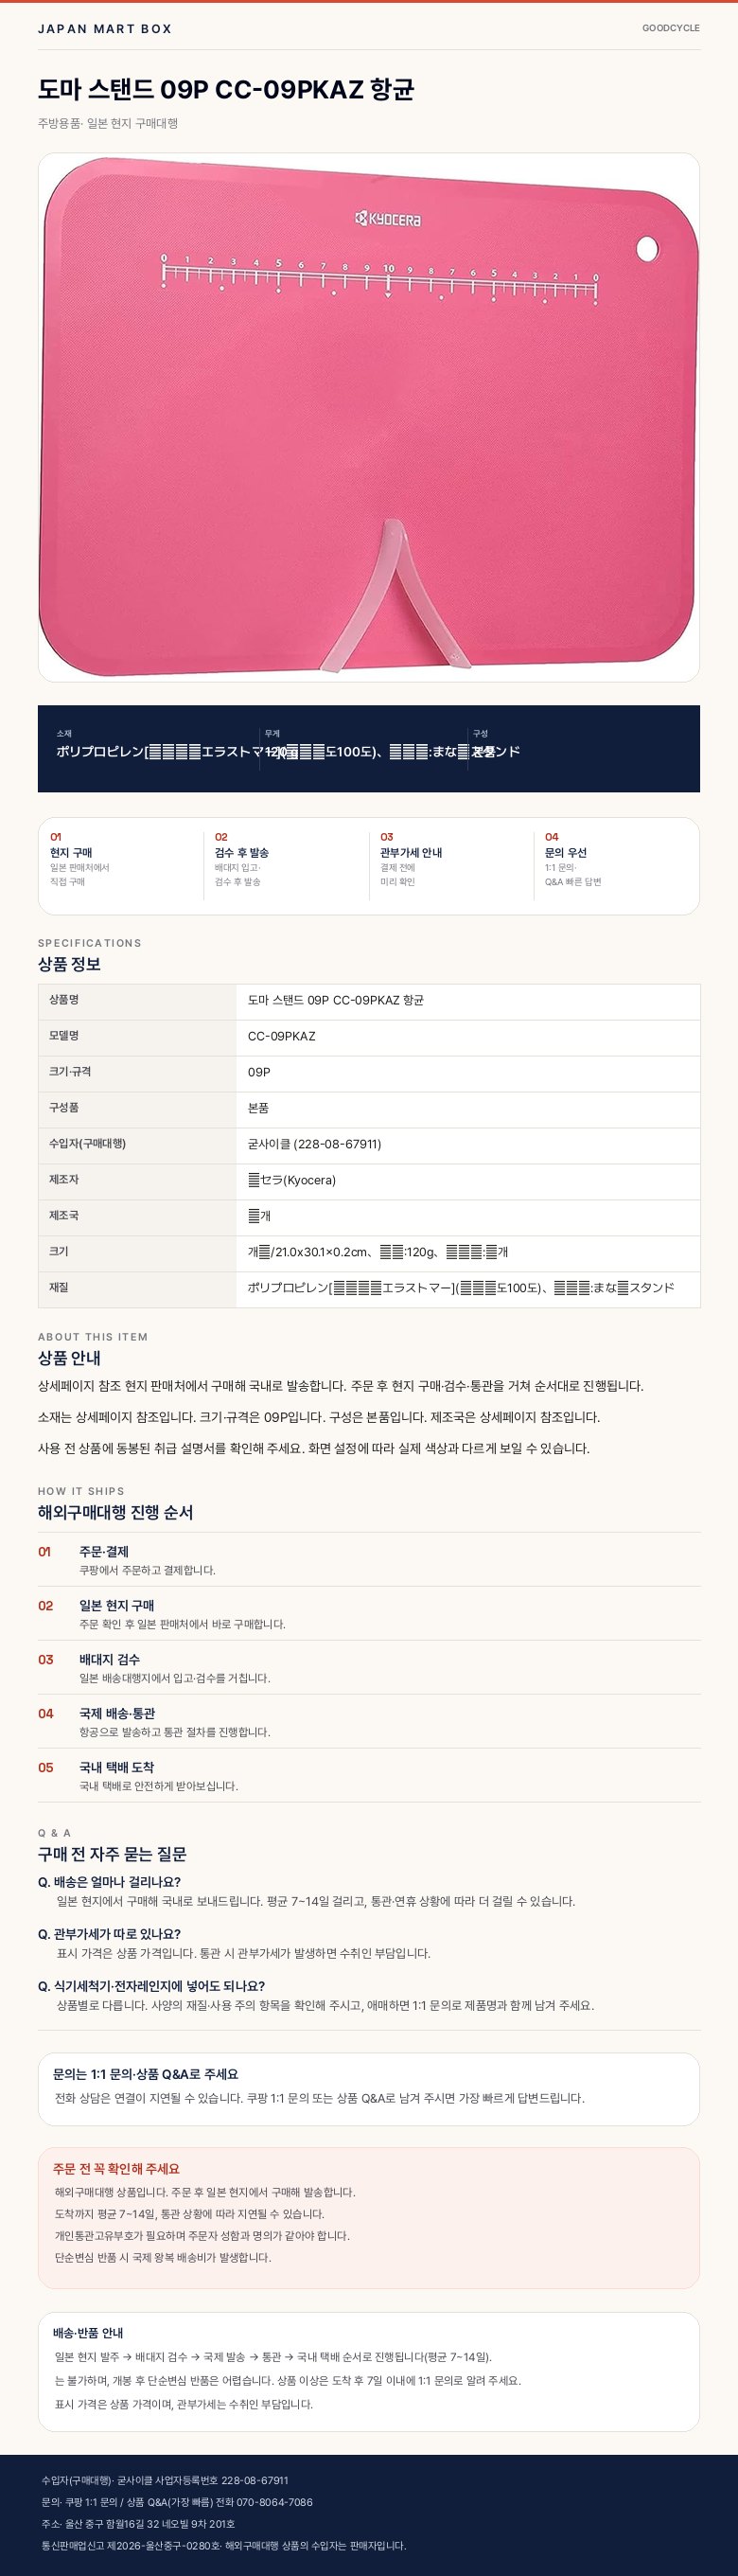 JAPAN MART BOX
GOODCYCLE
도마 스탠드 09P CC-09PKAZ 항균
주방용품· 일본 현지 구매대행
KYOCERA
0 1 2 3 4 5 6 7 8 9 10 9 8 7 6 5 4 3 2 1 0
소재
무게
구성
ポリプロピレン[エラストマー
120 g
도100도)、
:まな
スタンド
본품
01
현지 구매
일본 판매처에서
직접 구매
02
검수 후 발송
배대지 입고·
검수 후 발송
03
관부가세 안내
결제 전에
미리 확인
04
문의 우선
1:1 문의·
Q&A 빠른 답변
SPECIFICATIONS
상품 정보
상품명 도마 스탠드 09P CC-09PKAZ 항균
모델명 CC-09PKAZ
크기·규격 09P
구성품 본품
수입자(구매대행) 굳사이클 (228-08-67911)
제조자 セラ(Kyocera)
제조국 개
크기 개/21.0x30.1×0.2cm、:120g、:개
재질 ポリプロピレン[エラストマー](도100도)、:まなスタンド
ABOUT THIS ITEM
상품 안내
상세페이지 참조 현지 판매처에서 구매해 국내로 발송합니다. 주문 후 현지 구매·검수·통관을 거쳐 순서대로 진행됩니다.
소재는 상세페이지 참조입니다. 크기·규격은 09P입니다. 구성은 본품입니다. 제조국은 상세페이지 참조입니다.
사용 전 상품에 동봉된 취급 설명서를 확인해 주세요. 화면 설정에 따라 실제 색상과 다르게 보일 수 있습니다.
HOW IT SHIPS
해외구매대행 진행 순서
01 주문·결제
쿠팡에서 주문하고 결제합니다.
02 일본 현지 구매
주문 확인 후 일본 판매처에서 바로 구매합니다.
03 배대지 검수
일본 배송대행지에서 입고·검수를 거칩니다.
04 국제 배송·통관
항공으로 발송하고 통관 절차를 진행합니다.
05 국내 택배 도착
국내 택배로 안전하게 받아보십니다.
Q & A
구매 전 자주 묻는 질문
Q. 배송은 얼마나 걸리나요?
일본 현지에서 구매해 국내로 보내드립니다. 평균 7~14일 걸리고, 통관·연휴 상황에 따라 더 걸릴 수 있습니다.
Q. 관부가세가 따로 있나요?
표시 가격은 상품 가격입니다. 통관 시 관부가세가 발생하면 수취인 부담입니다.
Q. 식기세척기·전자레인지에 넣어도 되나요?
상품별로 다릅니다. 사양의 재질·사용 주의 항목을 확인해 주시고, 애매하면 1:1 문의로 제품명과 함께 남겨 주세요.
문의는 1:1 문의·상품 Q&A로 주세요
전화 상담은 연결이 지연될 수 있습니다. 쿠팡 1:1 문의 또는 상품 Q&A로 남겨 주시면 가장 빠르게 답변드립니다.
주문 전 꼭 확인해 주세요
해외구매대행 상품입니다. 주문 후 일본 현지에서 구매해 발송합니다.
도착까지 평균 7~14일, 통관 상황에 따라 지연될 수 있습니다.
개인통관고유부호가 필요하며 주문자 성함과 명의가 같아야 합니다.
단순변심 반품 시 국제 왕복 배송비가 발생합니다.
배송·반품 안내
일본 현지 발주 → 배대지 검수 → 국제 발송 → 통관 → 국내 택배 순서로 진행됩니다(평균 7~14일).
는 불가하며, 개봉 후 단순변심 반품은 어렵습니다. 상품 이상은 도착 후 7일 이내에 1:1 문의로 알려 주세요.
표시 가격은 상품 가격이며, 관부가세는 수취인 부담입니다.
수입자(구매대행)· 굳사이클 사업자등록번호 228-08-67911
문의· 쿠팡 1:1 문의 / 상품 Q&A(가장 빠름) 전화 070-8064-7086
주소· 울산 중구 함월16길 32 네오빌 9차 201호
통신판매업신고 제2026-울산중구-0280호· 해외구매대행 상품의 수입자는 판매자입니다.